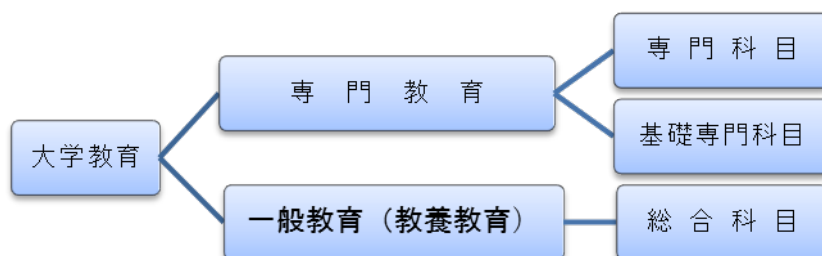 大学教育
専門教育
専門科目
基礎専門科目
一般教育（教養教育）
総合科目